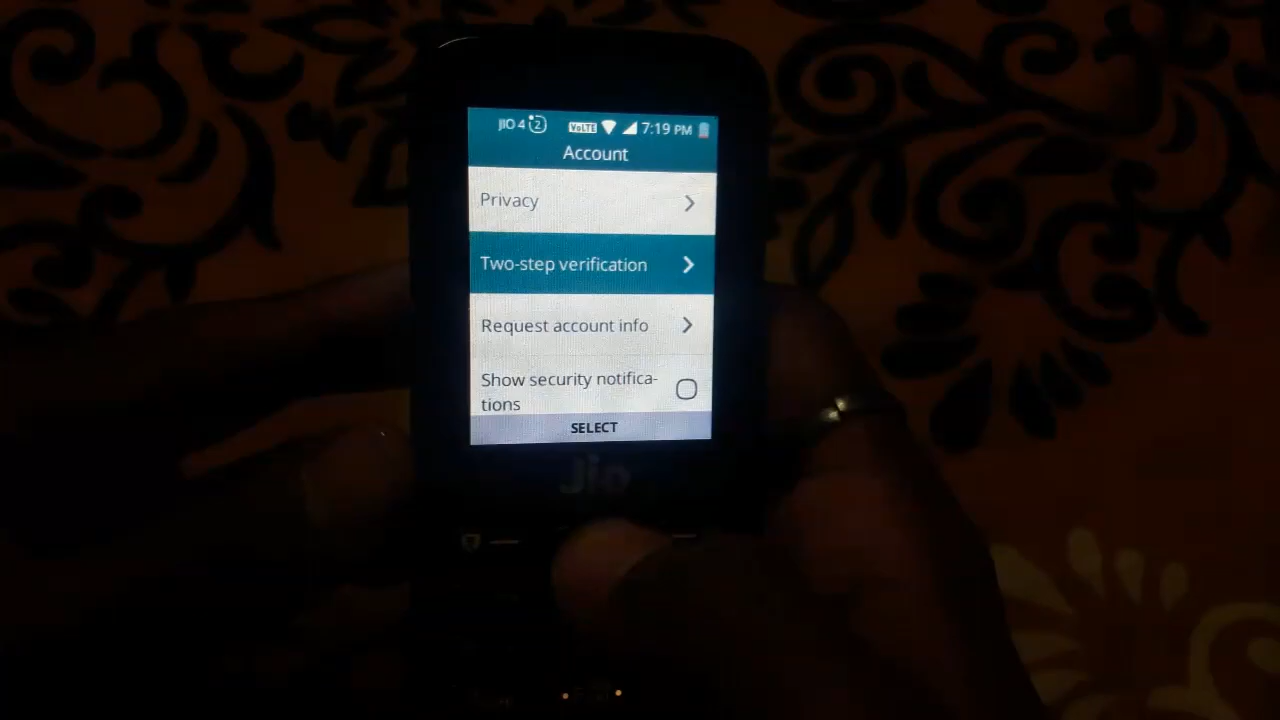 JIO 4 2 VoLTE 7:19 PM
Account
Privacy
Two-step verification
Request account info
Show security notifica-
tions
SELECT
Jio